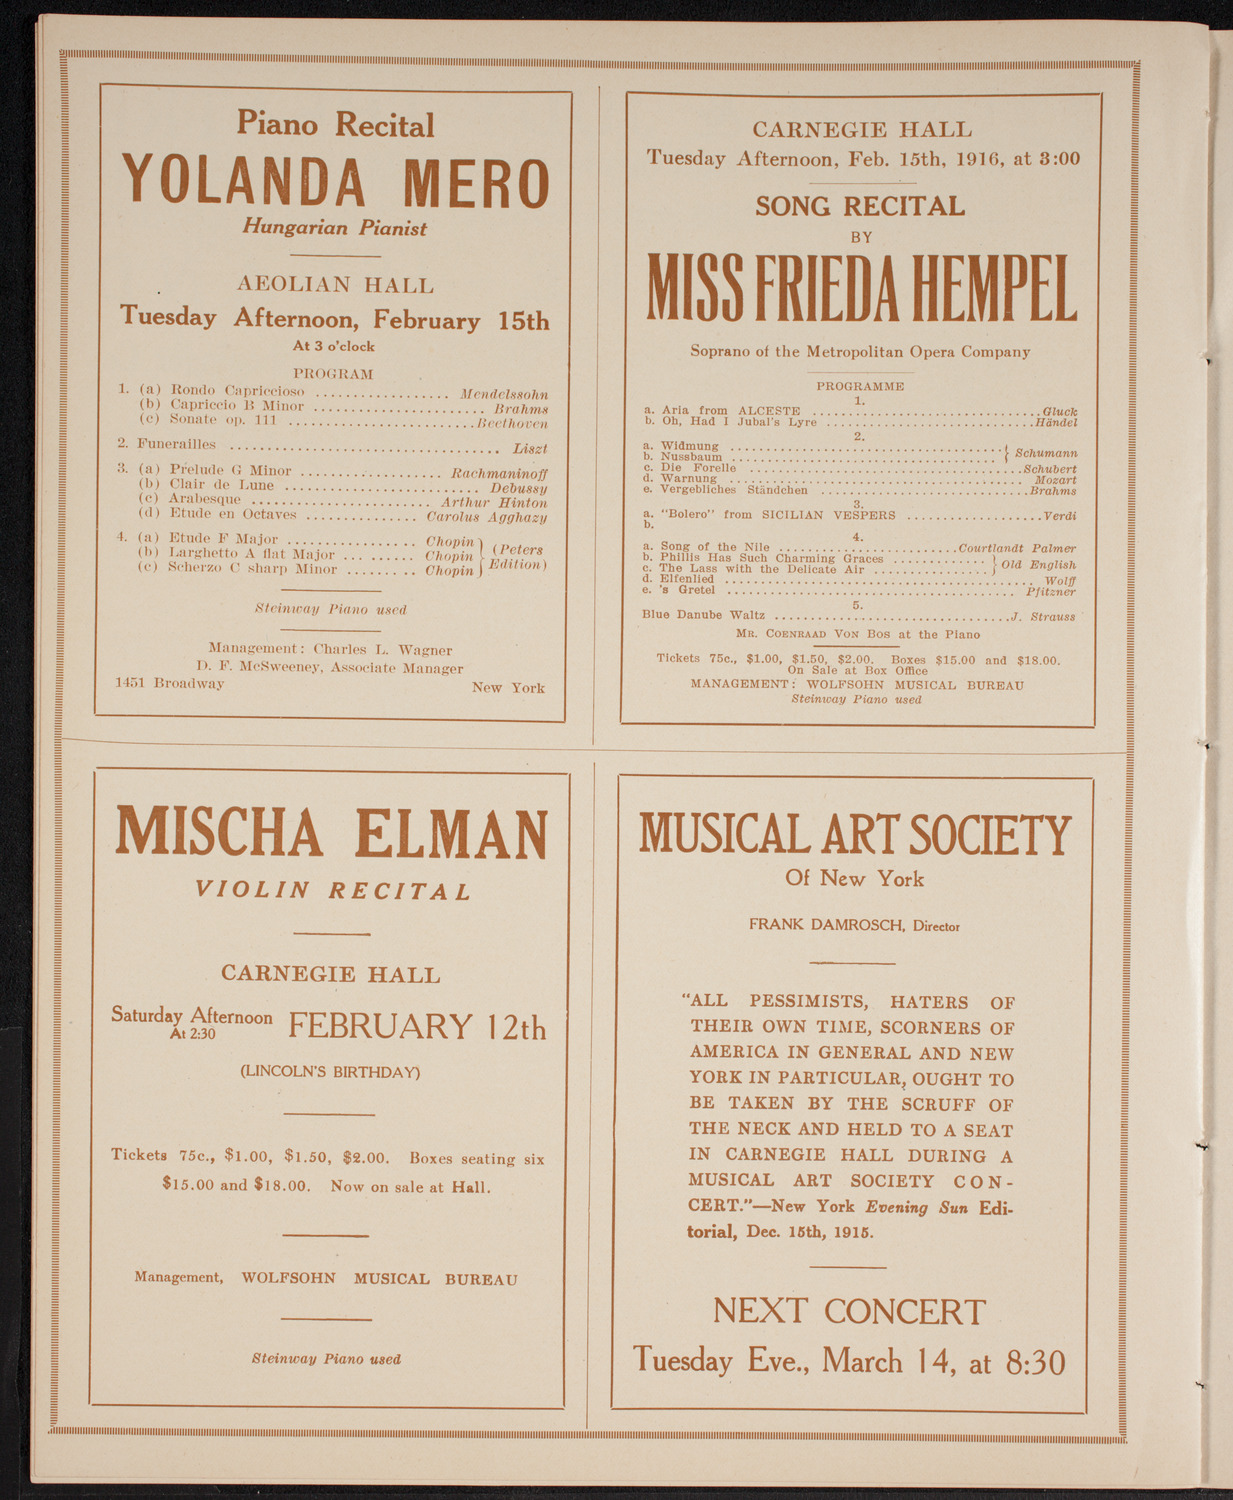 Piano Recital
YOLANDA MERO
Hungarian Pianist
AEOLIAN HALL
Tuesday Afternoon, February 15th
At 3 o'clock
PROGRAM
1. (a) Rondo Capriccioso ................. Mendelssohn
(b) Capriccio B Minor ...................... Brahms
(c) Sonate op. 111 ........................ Beethoven
2. Funerailles ................................... Liszt
3. (a) Prelude G Minor .................. Rachmaninoff
(b) Clair de Lune ......................... Debussy
(c) Arabesque ....................... Arthur Hinton
(d) Etude en Octaves .............. Carolus Agghazy
4. (a) Etude F Major ................. Chopin
(b) Larghetto A flat Major ... ...... Chopin } (Peters
(c) Scherzo C sharp Minor ......... Chopin Edition)
Steinway Piano used
Management: Charles L. Wagner
D. F. McSweeney, Associate Manager
1451 Broadway New York
CARNEGIE HALL
Tuesday Afternoon, Feb. 15th, 1916, at 3:00
SONG RECITAL
BY
MISS FRIEDA HEMPEL
Soprano of the Metropolitan Opera Company
PROGRAMME
1.
a. Aria from ALCESTE ..............................Gluck
b. Oh, Had I Jubal's Lyre ...........................Händel
2.
a. Widmung ...................................
b. Nussbaum .................................. } Schumann
c. Die Forelle ....................................Schubert
d. Warnung ....................................... Mozart
e. Vergebliches Ständchen ...........................Brahms
3.
a. "Bolero" from SICILIAN VESPERS ..................Verdi
b.
4.
a. Song of the Nile .......................Courtlandt Palmer
b. Phillis Has Such Charming Graces .............
c. The Lass with the Delicate Air ................ } Old English
d. Elfenlied ......................................... Wolff
e. 's Gretel ...................................... Pfitzner
5.
Blue Danube Waltz ...............................J. Strauss
MR. COENRAAD VON BOS at the Piano
Tickets 75c., $1.00, $1.50, $2.00. Boxes $15.00 and $18.00.
On Sale at Box Office
MANAGEMENT: WOLFSOHN MUSICAL BUREAU
Steinway Piano used
MISCHA ELMAN
VIOLIN RECITAL
CARNEGIE HALL
Saturday Afternoon At 2:30 FEBRUARY 12th
(LINCOLN'S BIRTHDAY)
Tickets 75c., $1.00, $1.50, $2.00. Boxes seating six
$15.00 and $18.00. Now on sale at Hall.
Management, WOLFSOHN MUSICAL BUREAU
Steinway Piano used
MUSICAL ART SOCIETY
Of New York
FRANK DAMROSCH, Director
"ALL PESSIMISTS, HATERS OF
THEIR OWN TIME, SCORNERS OF
AMERICA IN GENERAL AND NEW
YORK IN PARTICULAR, OUGHT TO
BE TAKEN BY THE SCRUFF OF
THE NECK AND HELD TO A SEAT
IN CARNEGIE HALL DURING A
MUSICAL ART SOCIETY CON-
CERT."—New York Evening Sun Edi-
torial, Dec. 15th, 1915.
NEXT CONCERT
Tuesday Eve., March 14, at 8:30